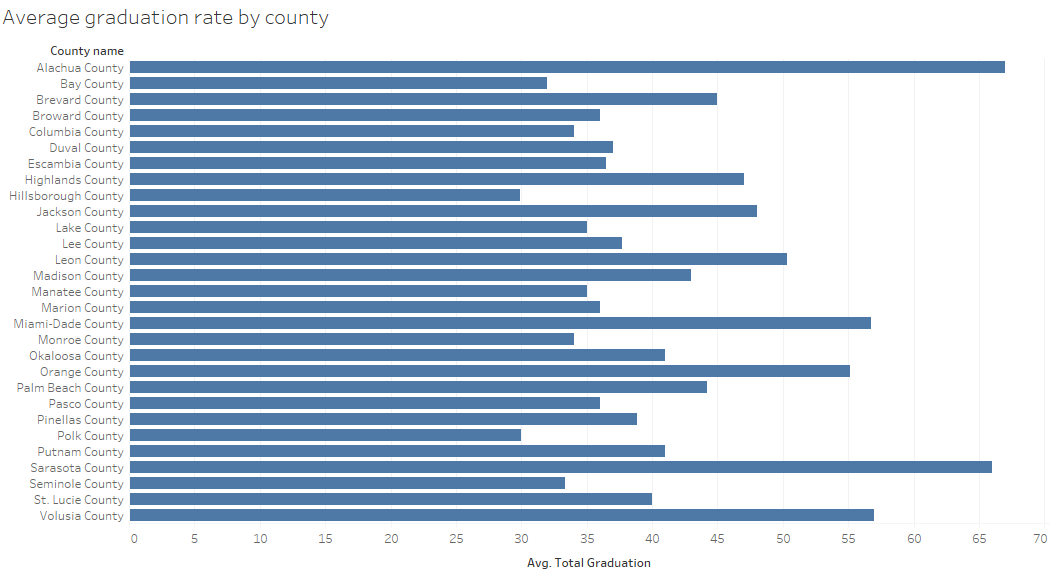 Average graduation rate by county
County name
Alachua County
Bay County
Brevard County
Broward County
Columbia County
Duval County
Escambia County
Highlands County
Hillsborough County
Jackson County
Lake County
Lee County
Leon County
Madison County
Manatee County
Marion County
Miami-Dade County
Monroe County
Okaloosa County
Orange County
Palm Beach County
Pasco County
Pinellas County
Polk County
Putnam County
Sarasota County
Seminole County
St. Lucie County
Volusia County
0 5 10 15 20 25 30 35 40 45 50 55 60 65 70
Avg. Total Graduation